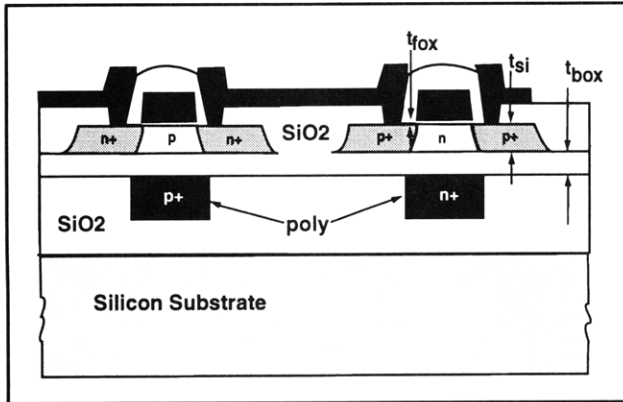 tfox
tsi
tbox
n+ p n+ SiO2 p+ n p+
p+ n+
SiO2 poly
Silicon Substrate